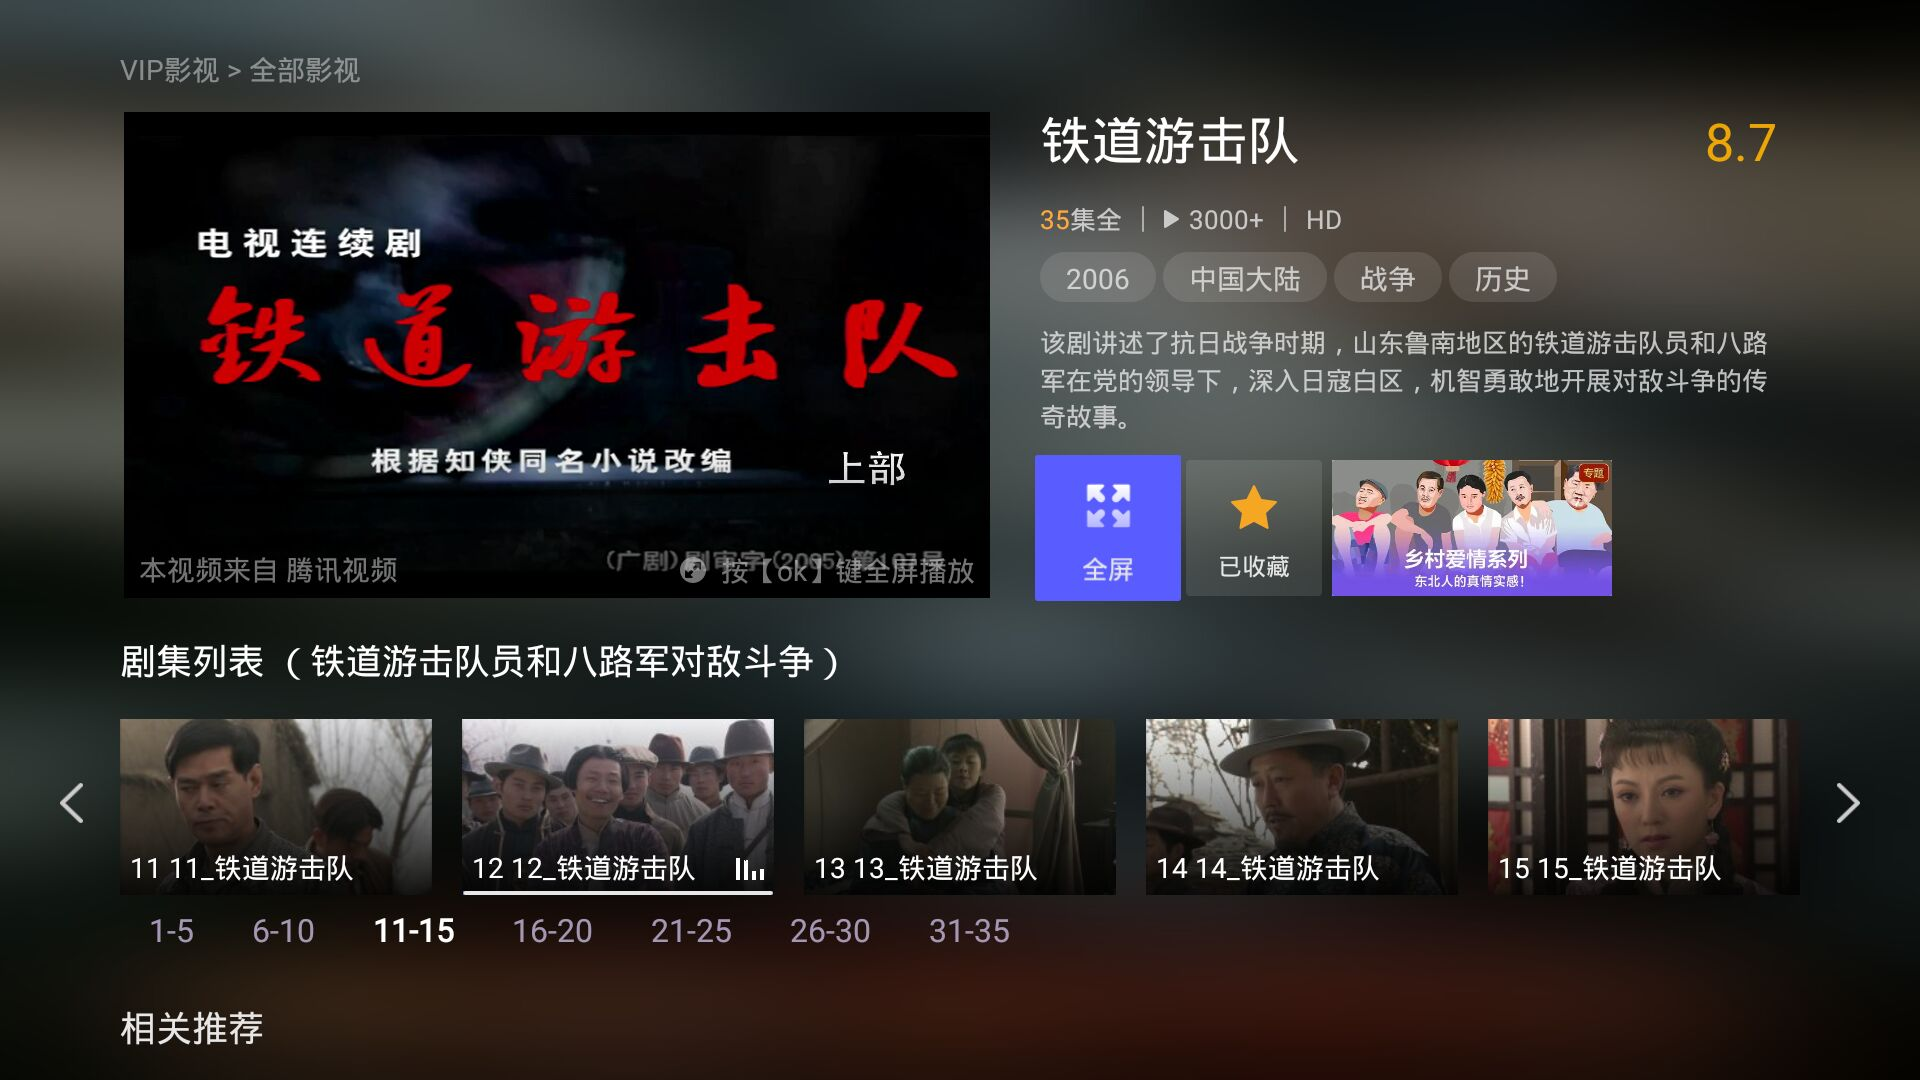 VIP影视 > 全部影视
电视连续剧
铁道游击队
根据知侠同名小说改编
上部
(广剧)剧审字(2005)第107号
本视频来自 腾讯视频
按【ok】键全屏播放
铁道游击队
8.7
35集全 | 3000+ | HD
2006 中国大陆 战争 历史
该剧讲述了抗日战争时期，山东鲁南地区的铁道游击队员和八路
军在党的领导下，深入日寇白区，机智勇敢地开展对敌斗争的传
奇故事。
全屏
已收藏
专题
乡村爱情系列
东北人的真情实感！
剧集列表 （铁道游击队员和八路军对敌斗争）
11 11_铁道游击队
12 12_铁道游击队
13 13_铁道游击队
14 14_铁道游击队
15 15_铁道游击队
1-5 6-10 11-15 16-20 21-25 26-30 31-35
相关推荐